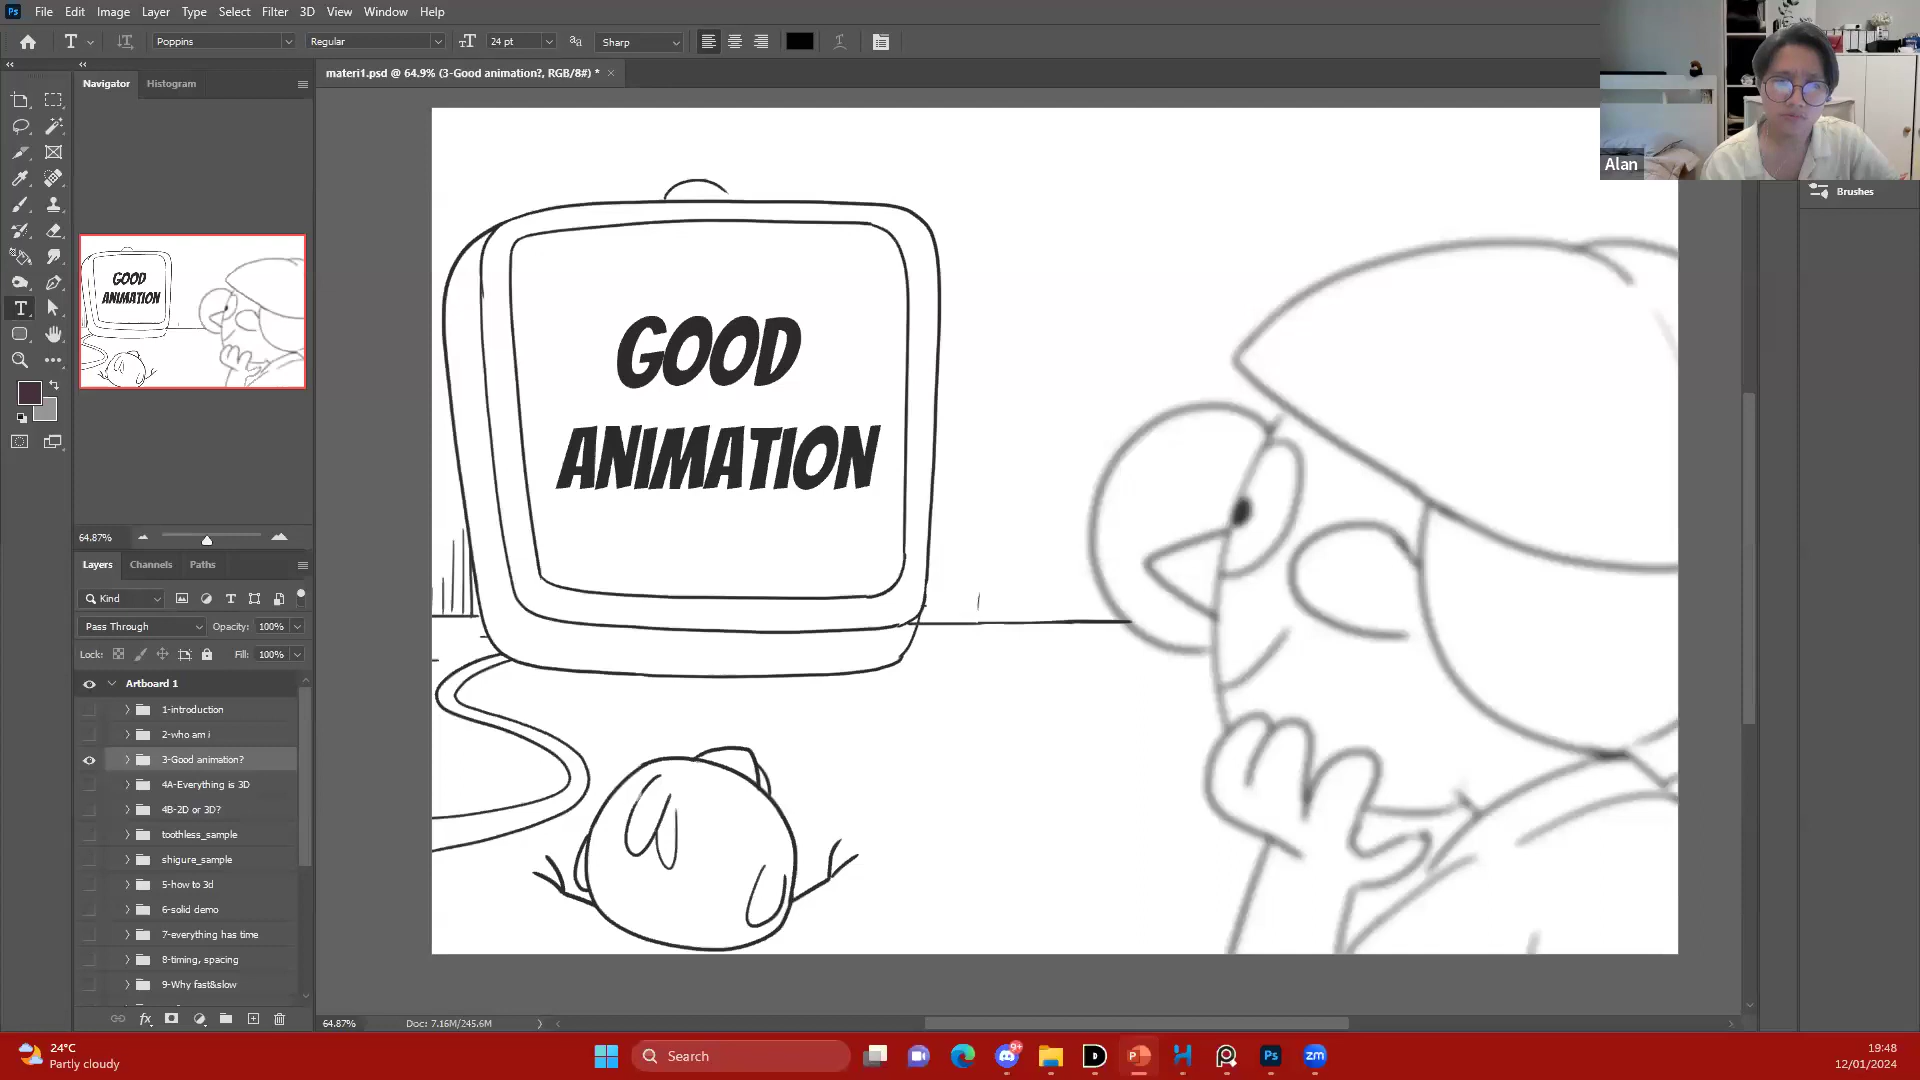 File Edit Image Layer Type Select Filter 3D View Window Help
Poppins Regular 24 pt Sharp
materi1.psd @ 64.9% (3-Good animation?, RGB/8#) *
Navigator Histogram
Alan
Brushes
GOOD
ANIMATION
GOOD
ANIMATION
64.87%
Layers Channels Paths
Kind
Pass Through Opacity: 100%
Lock: Fill: 100%
Artboard 1
1-introduction
2-who am i
3-Good animation?
4A-Everything is 3D
4B-2D or 3D?
toothless_sample
shigure_sample
5-how to 3d
6-solid demo
7-everything has time
8-timing, spacing
9-Why fast&slow
64.87% Doc: 7.16M/245.6M
24°C
Partly cloudy
Search
19:48
12/01/2024